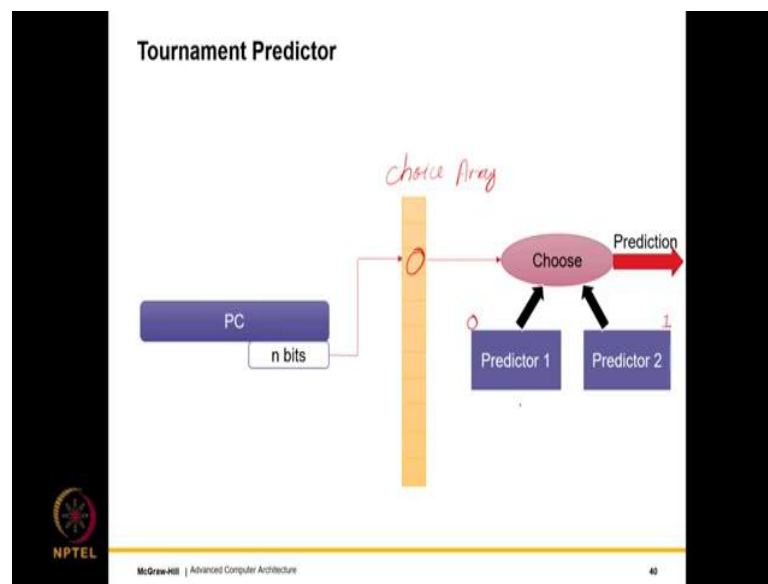 Tournament Predictor
Choice Array
0
Choose
Prediction
PC
n bits
0
1
Predictor 1
Predictor 2
NPTEL
McGraw-Hill | Advanced Computer Architecture
40